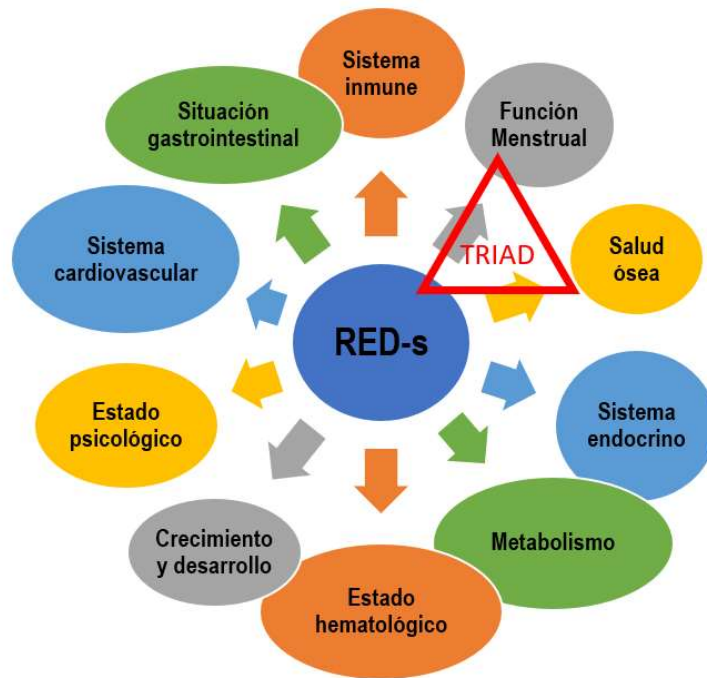 Sistema
inmune
Función
Menstrual
Situación
gastrointestinal
TRIAD
Salud
ósea
Sistema
cardiovascular
RED-s
Estado
psicológico
Sistema
endocrino
Crecimiento
y desarrollo
Metabolismo
Estado
hematológico